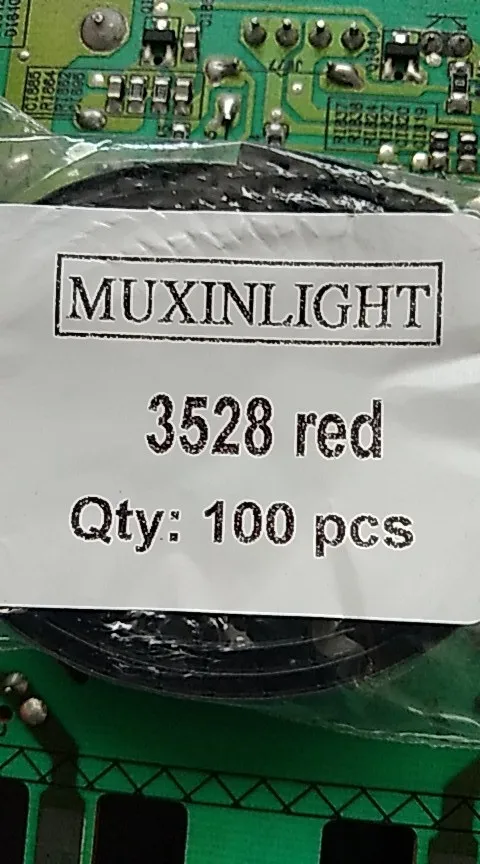 MUXINLIGHT
3528 red
Qty: 100 pcs